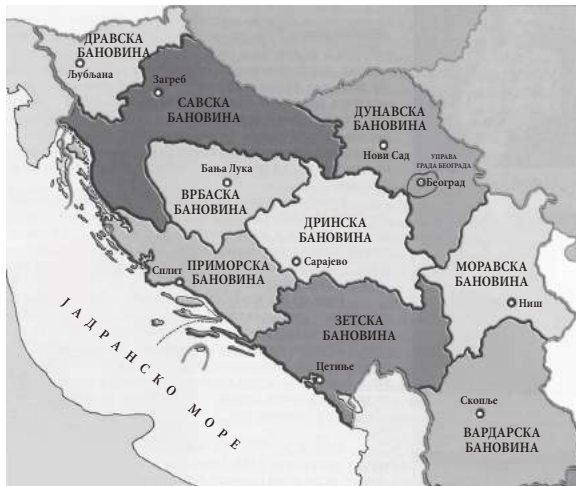 ДРАВСКА
БАНОВИНА
Љубљана
Загреб
САВСКА
БАНОВИНА
ДУНАВСКА
БАНОВИНА
Нови Сад
УПРАВА
ГРАДА БЕОГРАДА
Београд
Бања Лука
ВРБАСКА
БАНОВИНА
ДРИНСКА
БАНОВИНА
Сарајево
Сплит
ПРИМОРСКА
БАНОВИНА
МОРАВСКА
БАНОВИНА
Ниш
ЗЕТСКА
БАНОВИНА
Цетиње
Скопље
ВАРДАРСКА
БАНОВИНА
ЈАДРАНСКО МОРЕ